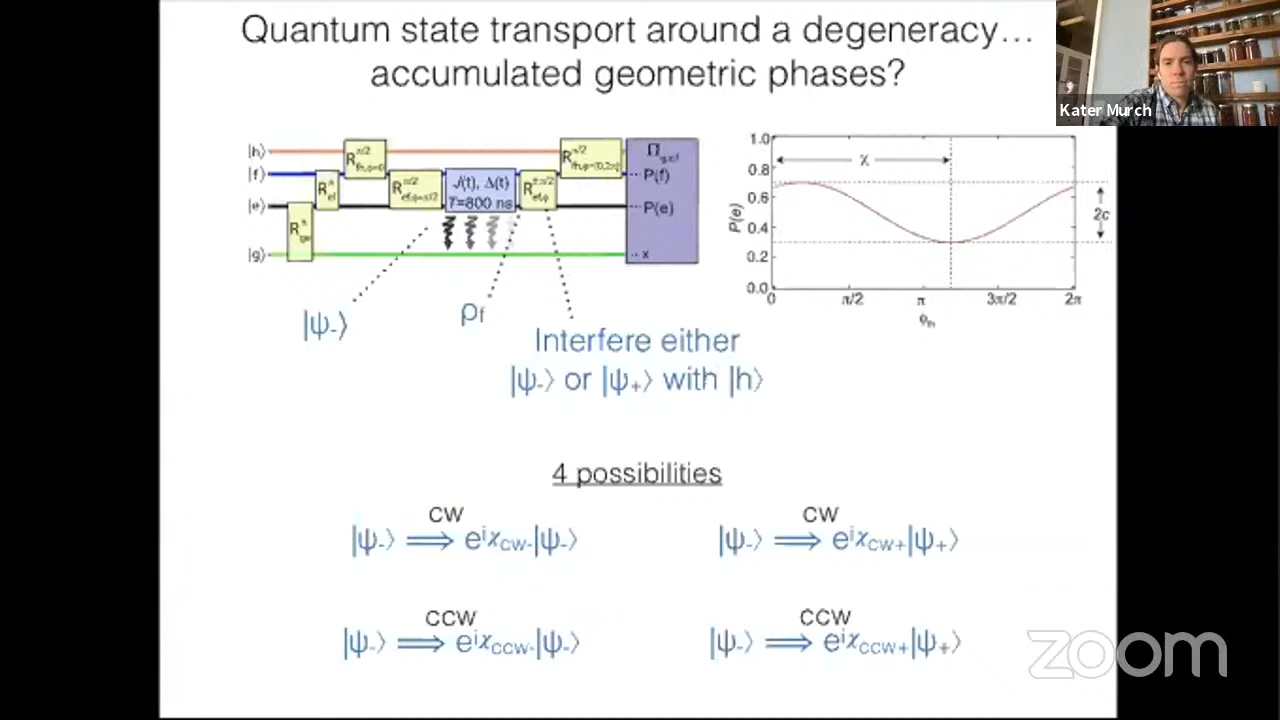 Quantum state transport around a degeneracy…
accumulated geometric phases?
Kater Murch
|h⟩
|f⟩
|e⟩
|g⟩
J(t), Δ(t)
T=800 ns
P(f)
P(e)
x
|ψ-⟩
ρf
Interfere either
|ψ-⟩ or |ψ+⟩ with |h⟩
1.0
0.8
0.6
0.4
0.2
0.0
P(e)
χ
2c
0
π/2
π
3π/2
2π
4 possibilities
CW
|ψ-⟩ ⟹ eiχCW-|ψ-⟩
CW
|ψ-⟩ ⟹ eiχCW+|ψ+⟩
CCW
|ψ-⟩ ⟹ eiχCCW-|ψ-⟩
CCW
|ψ-⟩ ⟹ eiχCCW+|ψ+⟩
zoom